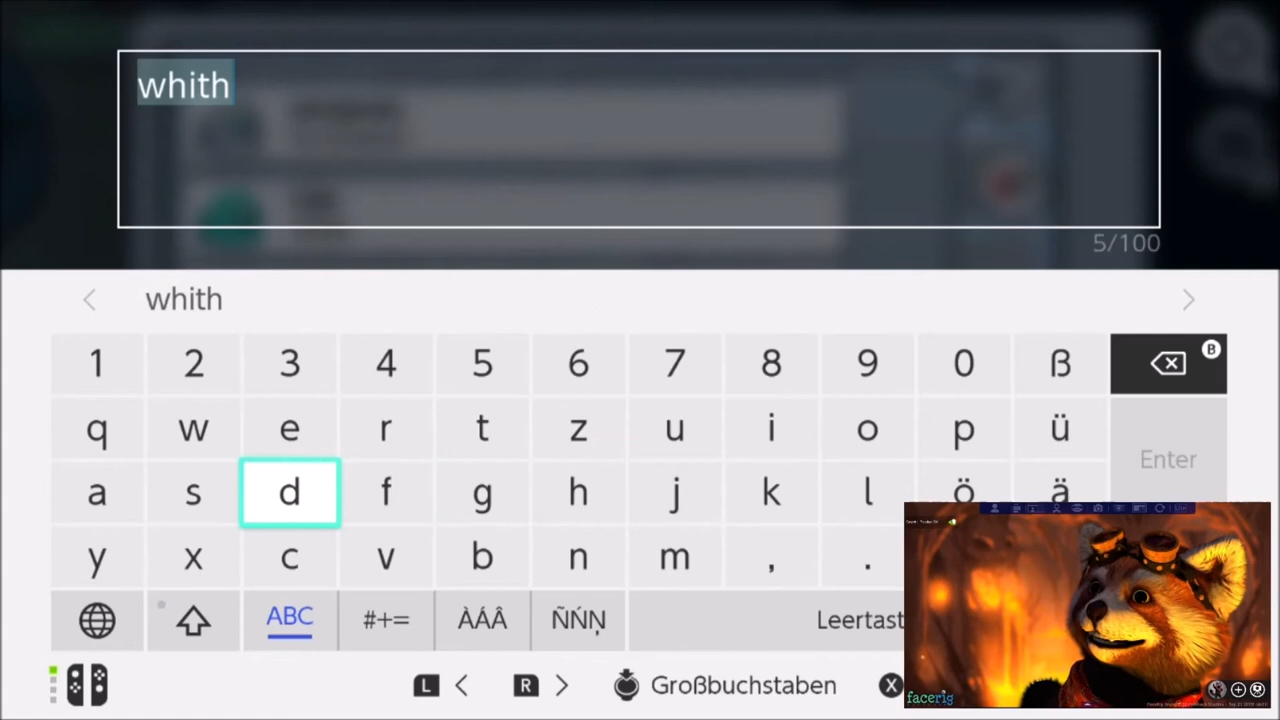 whith
5/100
whith
1 2 3 4 5 6 7 8 9 0 ß B
q w e r t z u i o p ü
Enter
a s d f g h j k l ö ä
y x c v b n m , .
ABC #+= ÀÁÂ ÑŃŅ Leertast
L R Großbuchstaben X
facerig